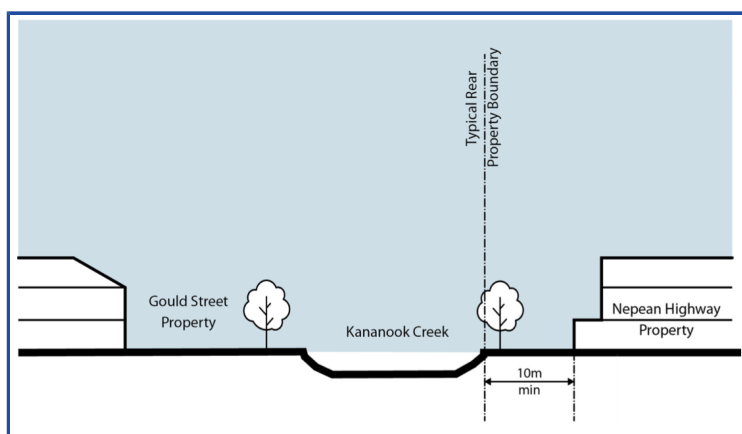 Typical Rear
Property Boundary
Gould Street
Property
Kananook Creek
Nepean Highway
Property
10m
min